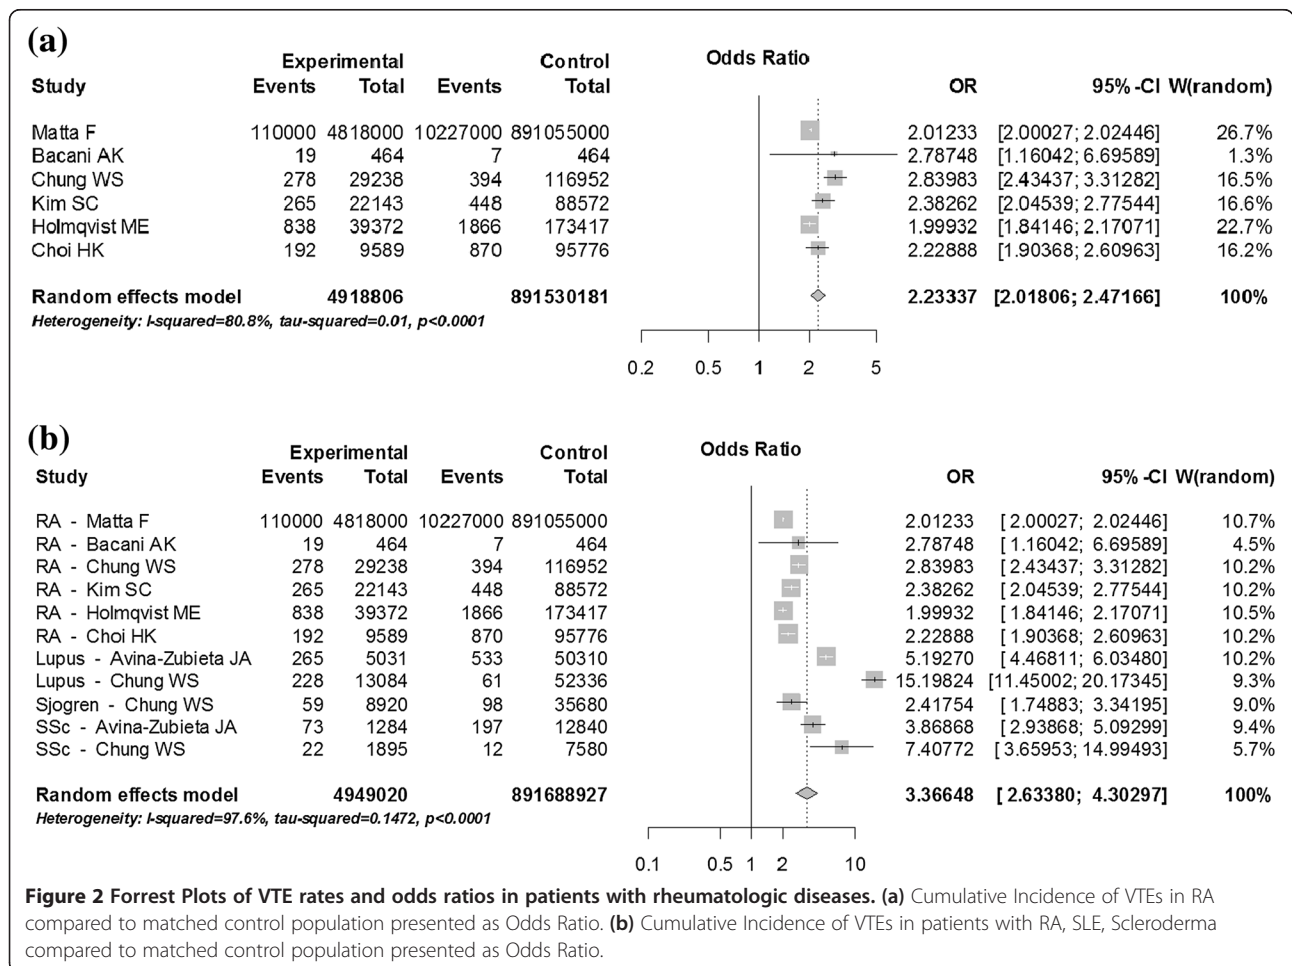 (a)
Experimental Control Odds Ratio
Study Events Total Events Total OR 95% -CI W(random)
Matta F 110000 4818000 10227000 891055000 2.01233 [2.00027; 2.02446] 26.7%
Bacani AK 19 464 7 464 2.78748 [1.16042; 6.69589] 1.3%
Chung WS 278 29238 394 116952 2.83983 [2.43437; 3.31282] 16.5%
Kim SC 265 22143 448 88572 2.38262 [2.04539; 2.77544] 16.6%
Holmqvist ME 838 39372 1866 173417 1.99932 [1.84146; 2.17071] 22.7%
Choi HK 192 9589 870 95776 2.22888 [1.90368; 2.60963] 16.2%
Random effects model 4918806 891530181 2.23337 [2.01806; 2.47166] 100%
Heterogeneity: I-squared=80.8%, tau-squared=0.01, p<0.0001
0.2 0.5 1 2 5
(b)
Experimental Control Odds Ratio
Study Events Total Events Total OR 95% -CI W(random)
RA - Matta F 110000 4818000 10227000 891055000 2.01233 [ 2.00027; 2.02446] 10.7%
RA - Bacani AK 19 464 7 464 2.78748 [ 1.16042; 6.69589] 4.5%
RA - Chung WS 278 29238 394 116952 2.83983 [ 2.43437; 3.31282] 10.2%
RA - Kim SC 265 22143 448 88572 2.38262 [ 2.04539; 2.77544] 10.2%
RA - Holmqvist ME 838 39372 1866 173417 1.99932 [ 1.84146; 2.17071] 10.5%
RA - Choi HK 192 9589 870 95776 2.22888 [ 1.90368; 2.60963] 10.2%
Lupus - Avina-Zubieta JA 265 5031 533 50310 5.19270 [ 4.46811; 6.03480] 10.2%
Lupus - Chung WS 228 13084 61 52336 15.19824 [11.45002; 20.17345] 9.3%
Sjogren - Chung WS 59 8920 98 35680 2.41754 [ 1.74883; 3.34195] 9.0%
SSc - Avina-Zubieta JA 73 1284 197 12840 3.86868 [ 2.93868; 5.09299] 9.4%
SSc - Chung WS 22 1895 12 7580 7.40772 [ 3.65953; 14.99493] 5.7%
Random effects model 4949020 891688927 3.36648 [ 2.63380; 4.30297] 100%
Heterogeneity: I-squared=97.6%, tau-squared=0.1472, p<0.0001
0.1 0.5 1 2 10
Figure 2 Forrest Plots of VTE rates and odds ratios in patients with rheumatologic diseases. (a) Cumulative Incidence of VTEs in RA
compared to matched control population presented as Odds Ratio. (b) Cumulative Incidence of VTEs in patients with RA, SLE, Scleroderma
compared to matched control population presented as Odds Ratio.